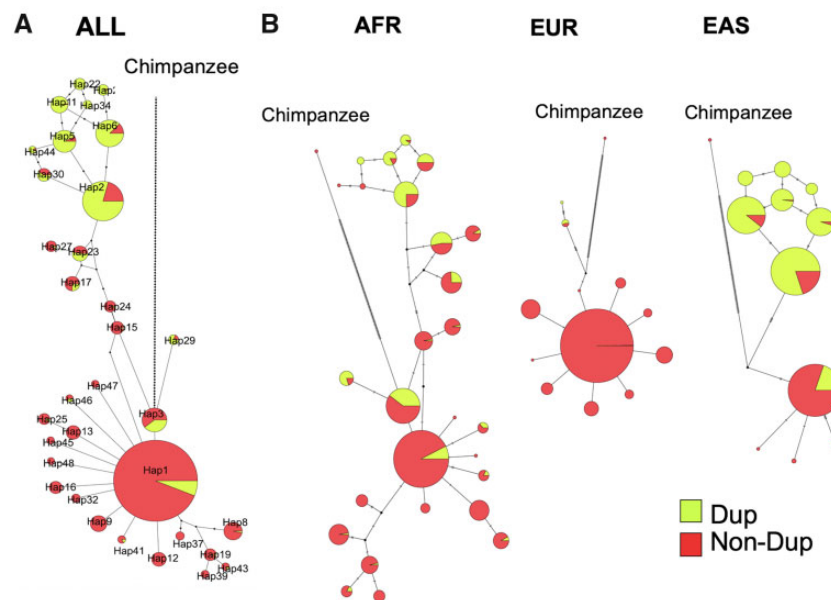 A ALL
B AFR EUR EAS
Chimpanzee
Chimpanzee
Chimpanzee
Chimpanzee
Hap22
Hap11
Hap34
Hap6
Hap5
Hap44
Hap30
Hap2
Hap27
Hap23
Hap17
Hap24
Hap15
Hap29
Hap47
Hap46
Hap3
Hap25
Hap13
Hap45
Hap48
Hap1
Hap16
Hap32
Hap9
Hap8
Hap41
Hap37
Hap12
Hap19
Hap39
Hap43
Dup
Non-Dup